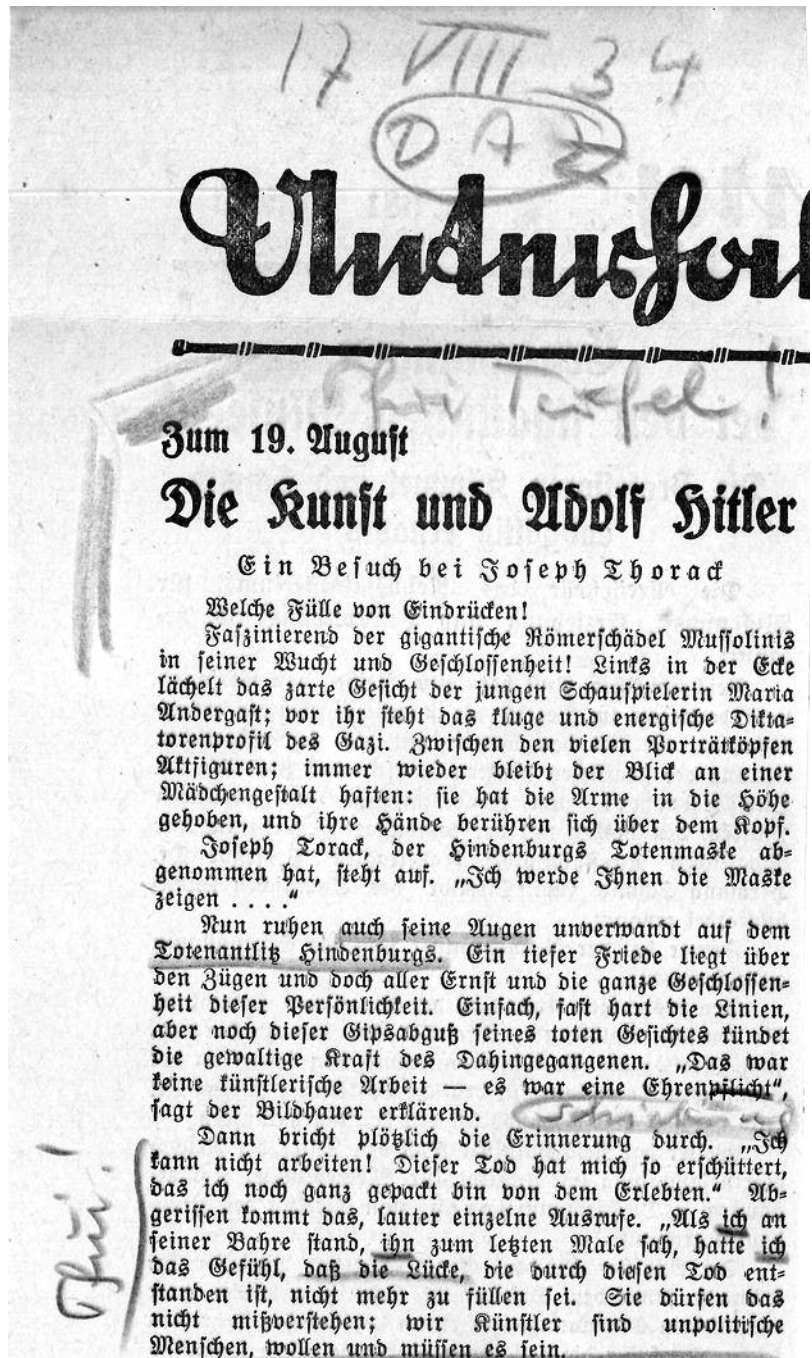 17 VIII 34
DAZ
Unterhal
Pfui Teufel!
Zum 19. August
Die Kunst und Adolf Hitler
Ein Besuch bei Joseph Thorack
Welche Fülle von Eindrücken!
Faszinierend der gigantische Römerschädel Mussolinis
in seiner Wucht und Geschlossenheit! Links in der Ecke
lächelt das zarte Gesicht der jungen Schauspielerin Maria
Andergast; vor ihr steht das kluge und energische Dikta-
torenprofil des Gazi. Zwischen den vielen Porträtköpfen
Aktfiguren; immer wieder bleibt der Blick an einer
Mädchengestalt haften: sie hat die Arme in die Höhe
gehoben, und ihre Hände berühren sich über dem Kopf.
Joseph Torack, der Hindenburgs Totenmaske ab-
genommen hat, steht auf. „Ich werde Ihnen die Maske
zeigen . . . .“
Nun ruhen auch seine Augen unverwandt auf dem
Totenantlitz Hindenburgs. Ein tiefer Friede liegt über
den Zügen und doch aller Ernst und die ganze Geschlossen-
heit dieser Persönlichkeit. Einfach, fast hart die Linien,
aber noch dieser Gipsabguß seines toten Gesichtes kündet
die gewaltige Kraft des Dahingegangenen. „Das war
keine künstlerische Arbeit — es war eine Ehrenpflicht“,
sagt der Bildhauer erklärend.
Dann bricht plötzlich die Erinnerung durch. „Ich
kann nicht arbeiten! Dieser Tod hat mich so erschüttert,
das ich noch ganz gepackt bin von dem Erlebten.“ Ab-
gerissen kommt das, lauter einzelne Ausrufe. „Als ich an
seiner Bahre stand, ihn zum letzten Male sah, hatte ich
das Gefühl, daß die Lücke, die durch diesen Tod ent-
standen ist, nicht mehr zu füllen sei. Sie dürfen das
nicht mißverstehen; wir Künstler sind unpolitische
Menschen, wollen und müssen es sein.
Pfui!